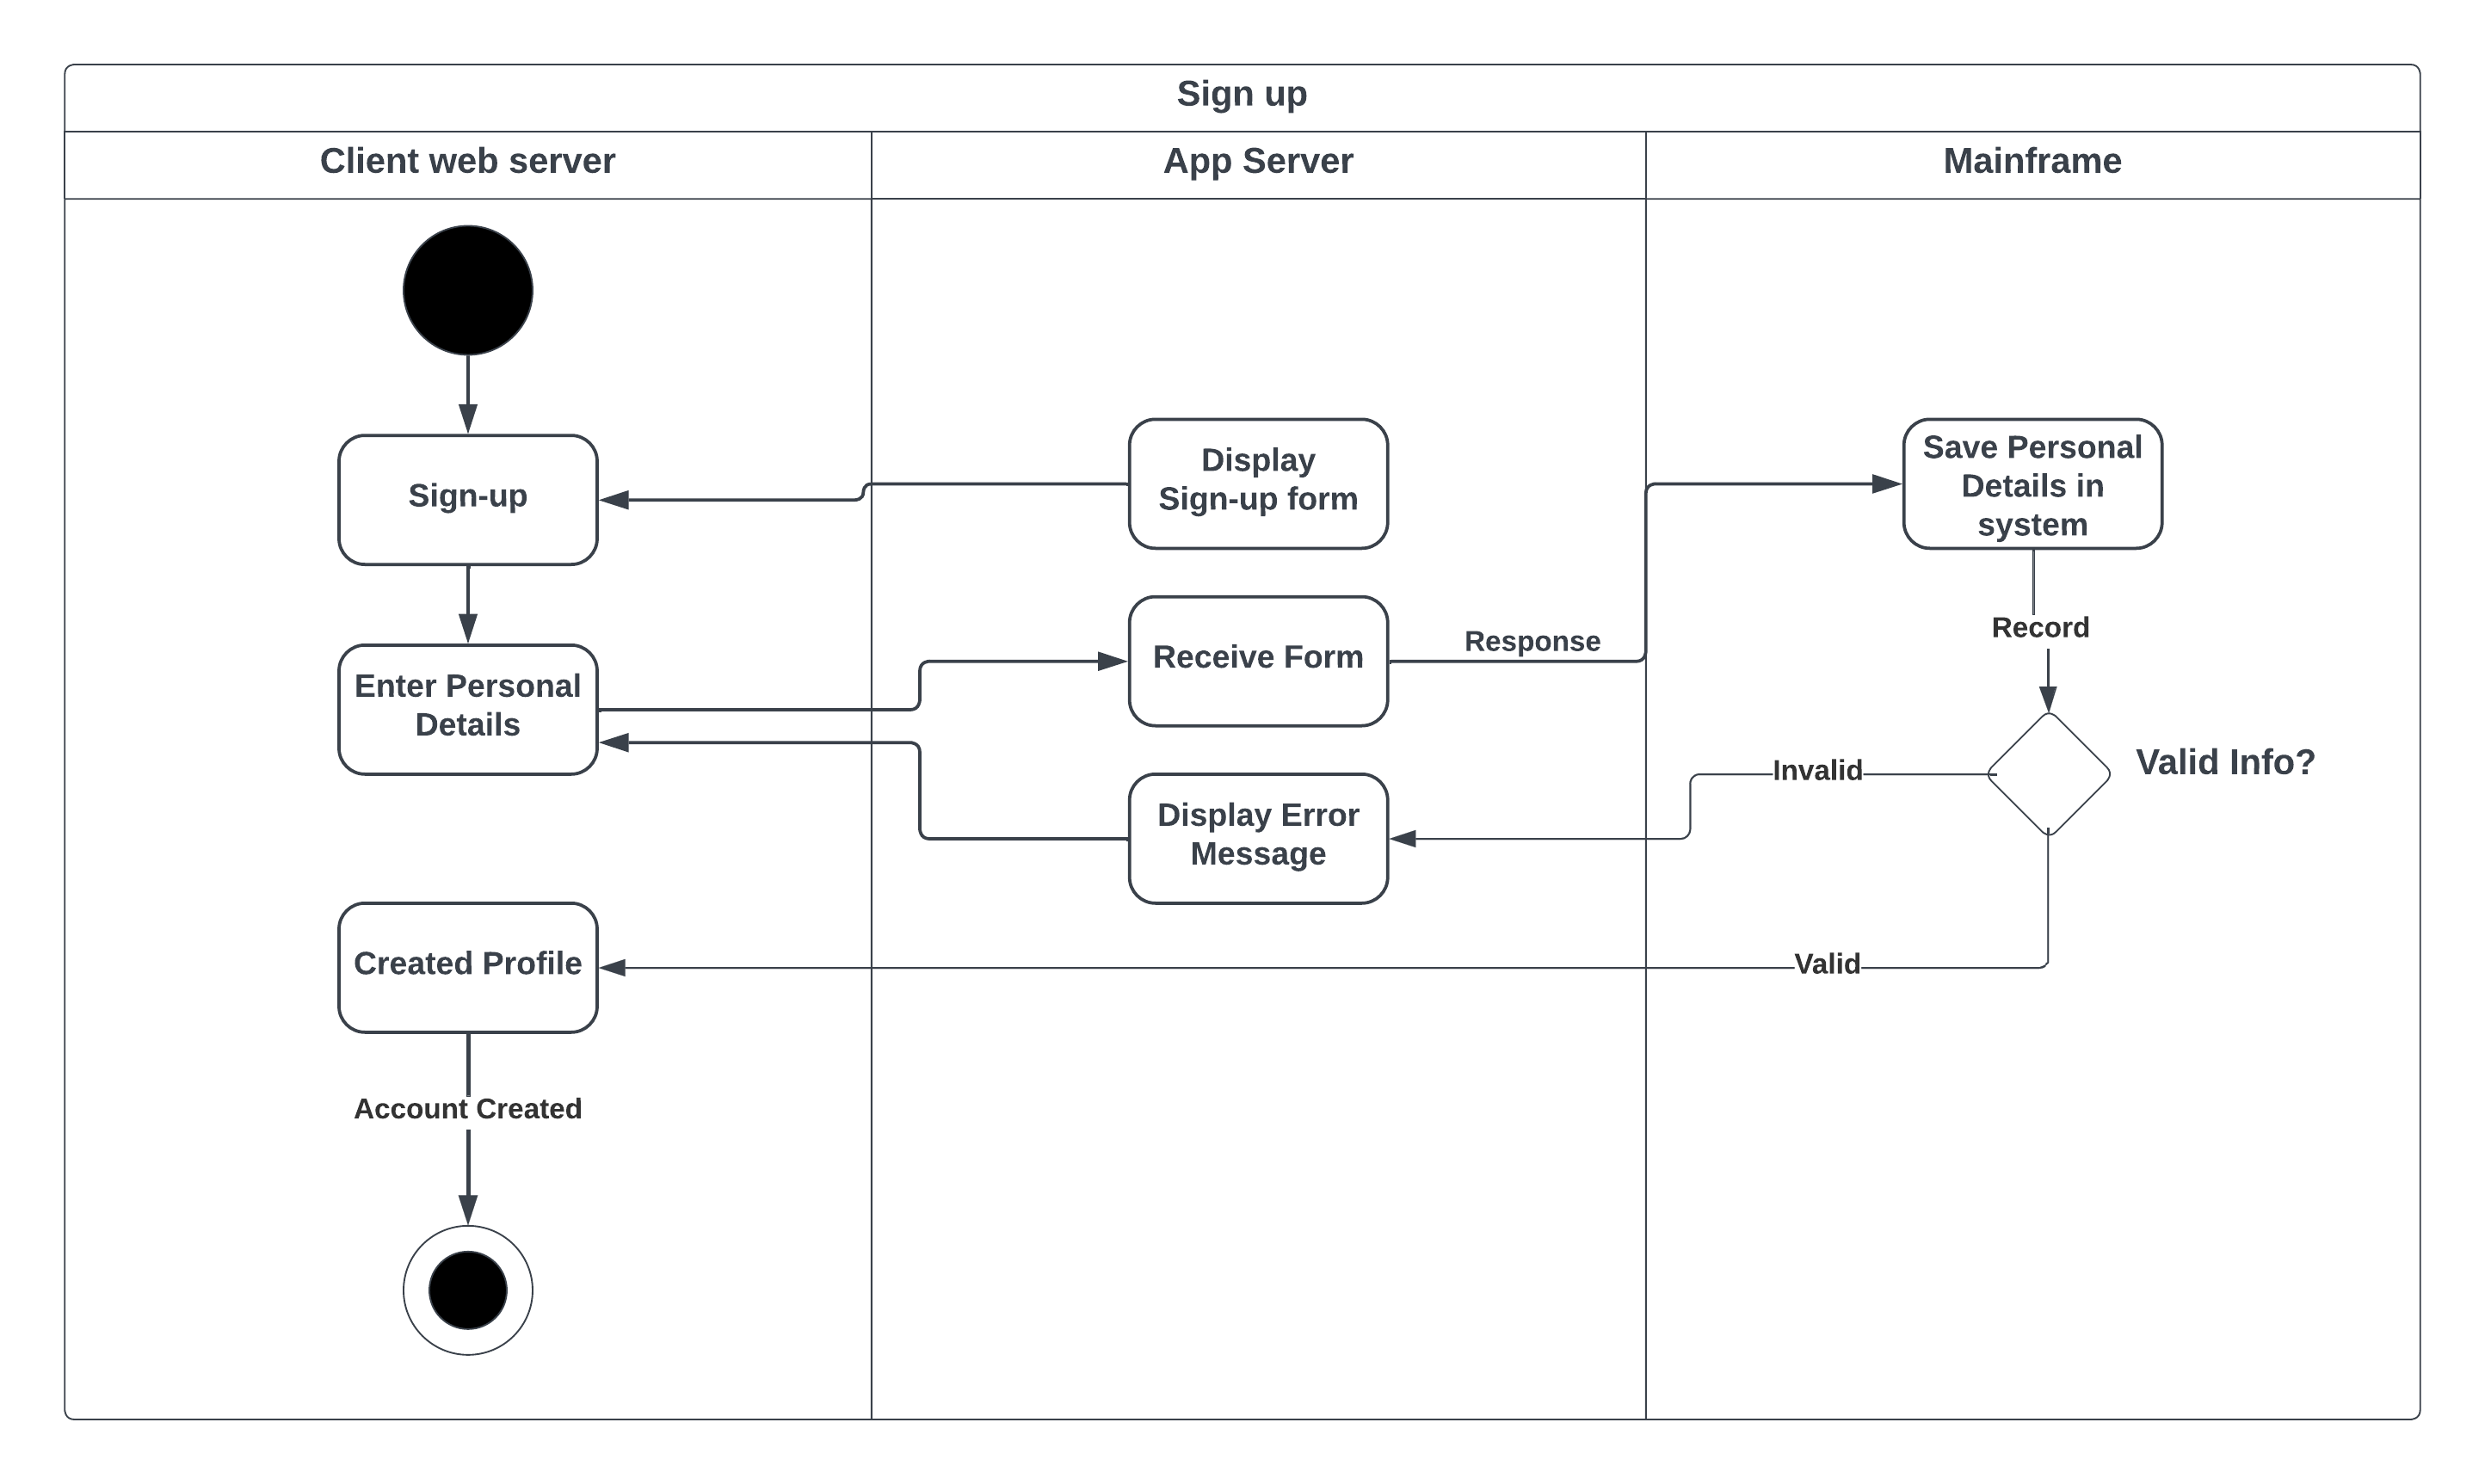 Sign up
Client web server
App Server
Mainframe
Sign-up
Display
Sign-up form
Save Personal
Details in
system
Enter Personal
Details
Receive Form
Response
Record
Display Error
Message
Invalid
Valid Info?
Created Profile
Valid
Account Created